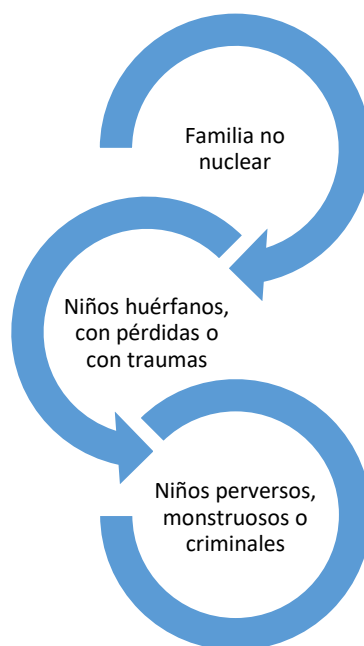 Familia no
nuclear
Niños huérfanos,
con pérdidas o
con traumas
Niños perversos,
monstruosos o
criminales